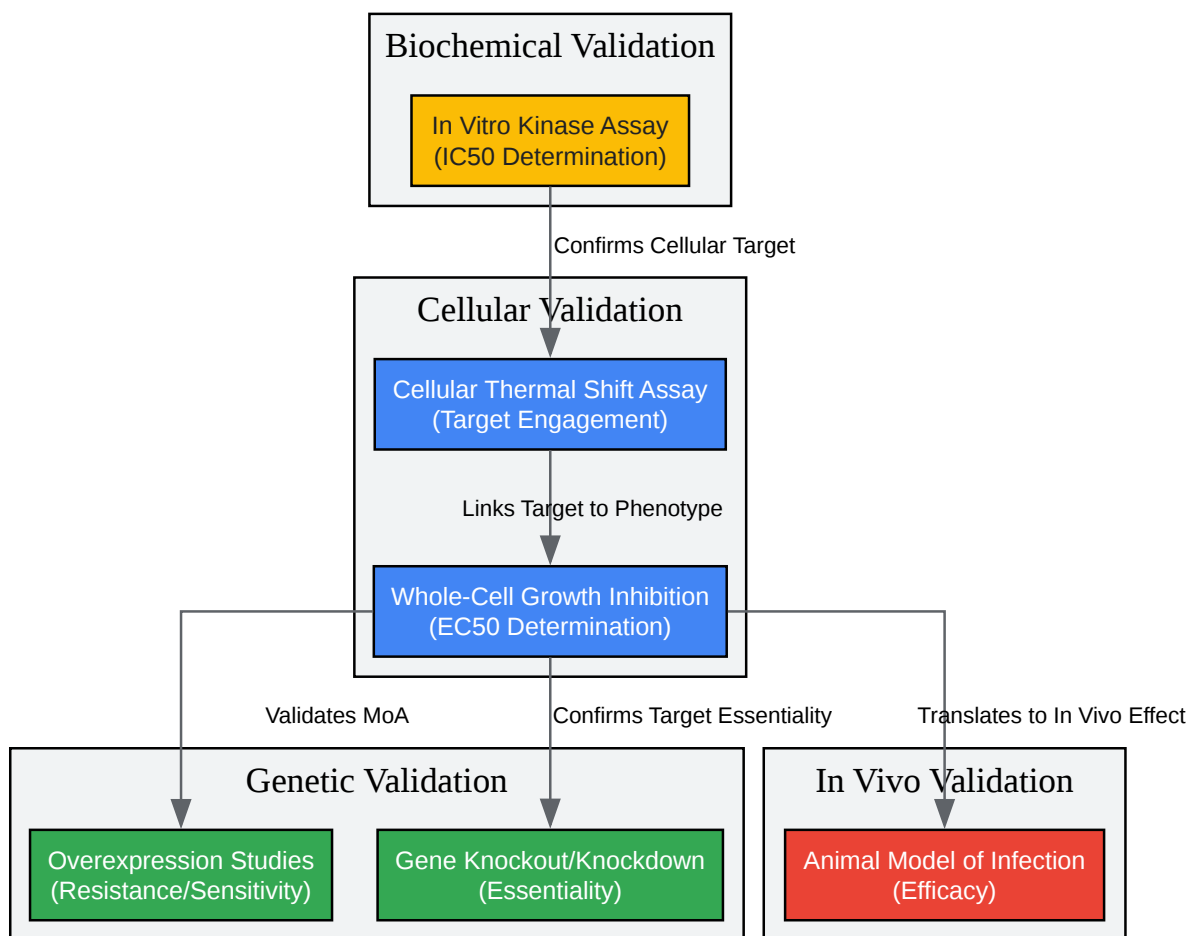 Biochemical Validation
In Vitro Kinase Assay
(IC50 Determination)
Confirms Cellular Target
Cellular Validation
Cellular Thermal Shift Assay
(Target Engagement)
Links Target to Phenotype
Whole-Cell Growth Inhibition
(EC50 Determination)
Validates MoA
Confirms Target Essentiality
Translates to In Vivo Effect
Genetic Validation
In Vivo Validation
Overexpression Studies
(Resistance/Sensitivity)
Gene Knockout/Knockdown
(Essentiality)
Animal Model of Infection
(Efficacy)